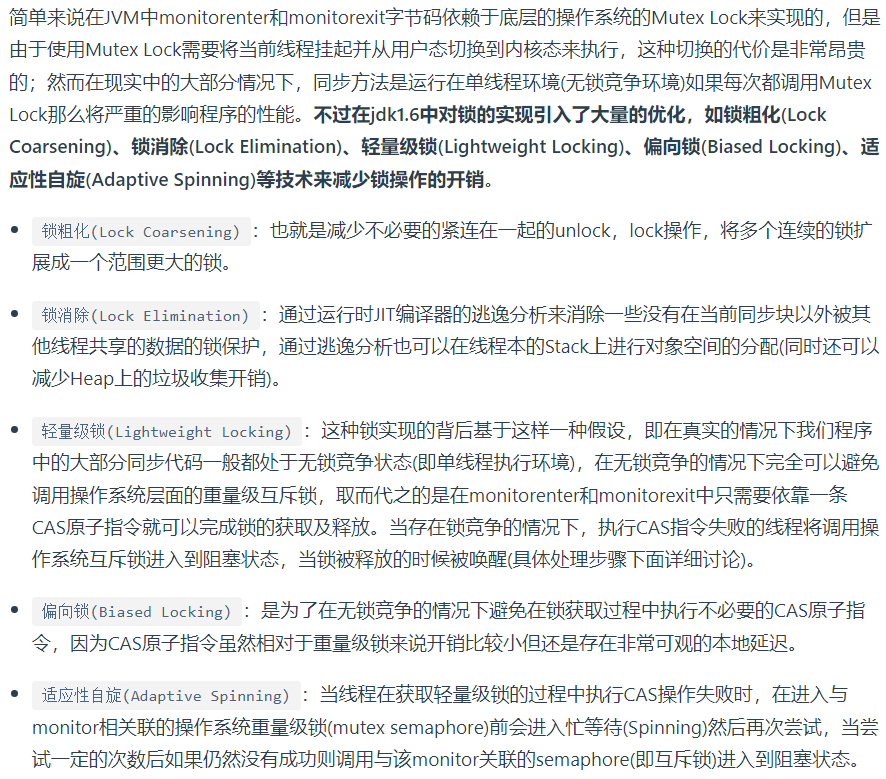 简单来说在JVM中monitorenter和monitorexit字节码依赖于底层的操作系统的Mutex Lock来实现的，但是
由于使用Mutex Lock需要将当前线程挂起并从用户态切换到内核态来执行，这种切换的代价是非常昂贵
的；然而在现实中的大部分情况下，同步方法是运行在单线程环境(无锁竞争环境)如果每次都调用Mutex
Lock那么将严重的影响程序的性能。不过在jdk1.6中对锁的实现引入了大量的优化，如锁粗化(Lock
Coarsening)、锁消除(Lock Elimination)、轻量级锁(Lightweight Locking)、偏向锁(Biased Locking)、适
应性自旋(Adaptive Spinning)等技术来减少锁操作的开销。
锁粗化(Lock Coarsening)：也就是减少不必要的紧连在一起的unlock，lock操作，将多个连续的锁扩
展成一个范围更大的锁。
锁消除(Lock Elimination)：通过运行时JIT编译器的逃逸分析来消除一些没有在当前同步块以外被其
他线程共享的数据的锁保护，通过逃逸分析也可以在线程本的Stack上进行对象空间的分配(同时还可以
减少Heap上的垃圾收集开销)。
轻量级锁(Lightweight Locking)：这种锁实现的背后基于这样一种假设，即在真实的情况下我们程序
中的大部分同步代码一般都处于无锁竞争状态(即单线程执行环境)，在无锁竞争的情况下完全可以避免
调用操作系统层面的重量级互斥锁，取而代之的是在monitorenter和monitorexit中只需要依靠一条
CAS原子指令就可以完成锁的获取及释放。当存在锁竞争的情况下，执行CAS指令失败的线程将调用操
作系统互斥锁进入到阻塞状态，当锁被释放的时候被唤醒(具体处理步骤下面详细讨论)。
偏向锁(Biased Locking)：是为了在无锁竞争的情况下避免在锁获取过程中执行不必要的CAS原子指
令，因为CAS原子指令虽然相对于重量级锁来说开销比较小但还是存在非常可观的本地延迟。
适应性自旋(Adaptive Spinning)：当线程在获取轻量级锁的过程中执行CAS操作失败时，在进入与
monitor相关联的操作系统重量级锁(mutex semaphore)前会进入忙等待(Spinning)然后再次尝试，当尝
试一定的次数后如果仍然没有成功则调用与该monitor关联的semaphore(即互斥锁)进入到阻塞状态。